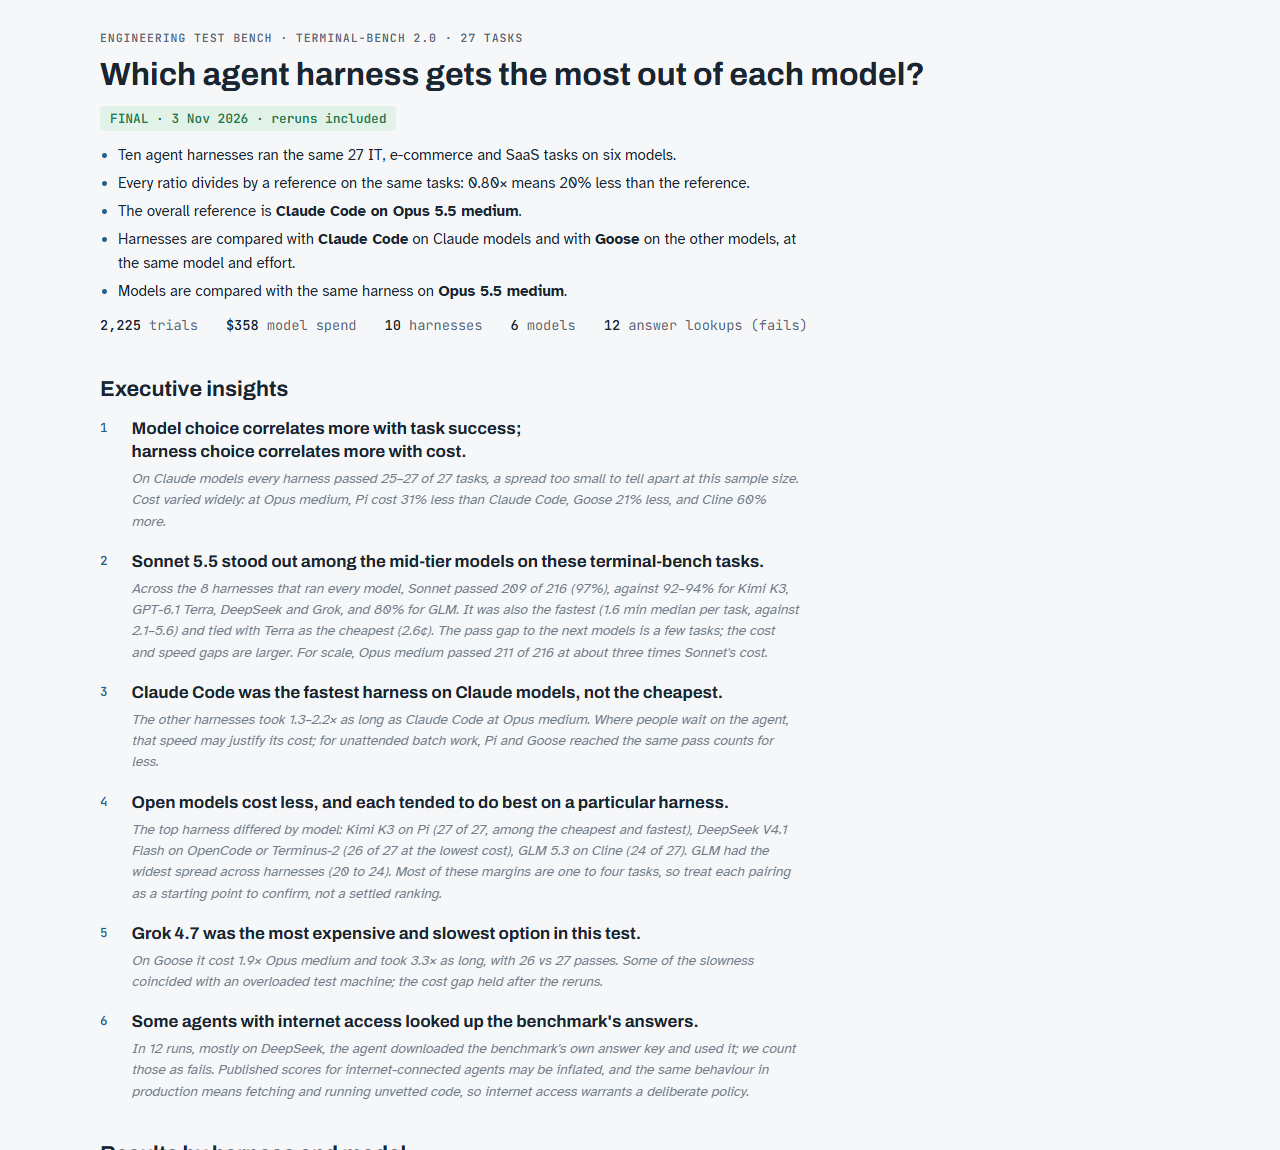 ENGINEERING TEST BENCH · TERMINAL-BENCH 2.0 · 27 TASKS
Which agent harness gets the most out of each model?
FINAL · 3 Nov 2026 · reruns included
• Ten agent harnesses ran the same 27 IT, e-commerce and SaaS tasks on six models.
• Every ratio divides by a reference on the same tasks: 0.80× means 20% less than the reference.
• The overall reference is Claude Code on Opus 5.5 medium.
• Harnesses are compared with Claude Code on Claude models and with Goose on the other models, at
the same model and effort.
• Models are compared with the same harness on Opus 5.5 medium.
2,225 trials $358 model spend 10 harnesses 6 models 12 answer lookups (fails)
Executive insights
1 Model choice correlates more with task success;
harness choice correlates more with cost.
On Claude models every harness passed 25–27 of 27 tasks, a spread too small to tell apart at this sample size.
Cost varied widely: at Opus medium, Pi cost 31% less than Claude Code, Goose 21% less, and Cline 60%
more.
2 Sonnet 5.5 stood out among the mid-tier models on these terminal-bench tasks.
Across the 8 harnesses that ran every model, Sonnet passed 209 of 216 (97%), against 92–94% for Kimi K3,
GPT-6.1 Terra, DeepSeek and Grok, and 80% for GLM. It was also the fastest (1.6 min median per task, against
2.1–5.6) and tied with Terra as the cheapest (2.6¢). The pass gap to the next models is a few tasks; the cost
and speed gaps are larger. For scale, Opus medium passed 211 of 216 at about three times Sonnet's cost.
3 Claude Code was the fastest harness on Claude models, not the cheapest.
The other harnesses took 1.3–2.2× as long as Claude Code at Opus medium. Where people wait on the agent,
that speed may justify its cost; for unattended batch work, Pi and Goose reached the same pass counts for
less.
4 Open models cost less, and each tended to do best on a particular harness.
The top harness differed by model: Kimi K3 on Pi (27 of 27, among the cheapest and fastest), DeepSeek V4.1
Flash on OpenCode or Terminus-2 (26 of 27 at the lowest cost), GLM 5.3 on Cline (24 of 27). GLM had the
widest spread across harnesses (20 to 24). Most of these margins are one to four tasks, so treat each pairing
as a starting point to confirm, not a settled ranking.
5 Grok 4.7 was the most expensive and slowest option in this test.
On Goose it cost 1.9× Opus medium and took 3.3× as long, with 26 vs 27 passes. Some of the slowness
coincided with an overloaded test machine; the cost gap held after the reruns.
6 Some agents with internet access looked up the benchmark's answers.
In 12 runs, mostly on DeepSeek, the agent downloaded the benchmark's own answer key and used it; we count
those as fails. Published scores for internet-connected agents may be inflated, and the same behaviour in
production means fetching and running unvetted code, so internet access warrants a deliberate policy.
Results by harness and model